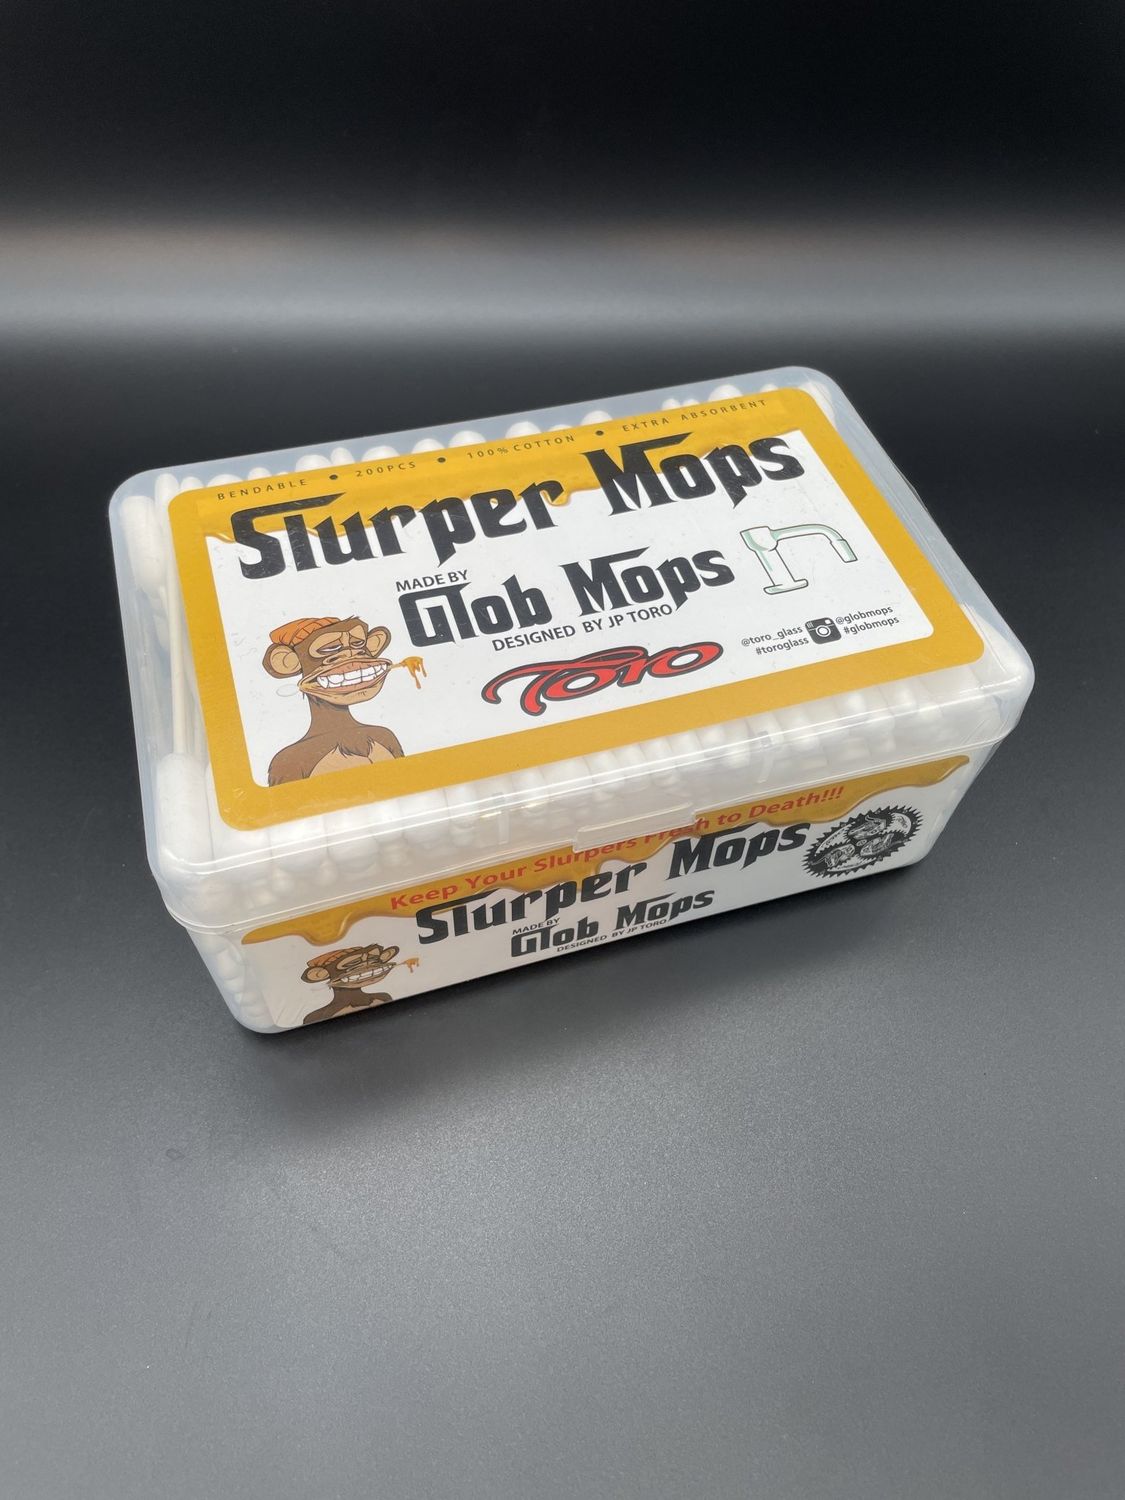 BENDABLE • 200PCS • 100% COTTON • EXTRA ABSORBENT
Slurper Mops
MADE BY
Glob Mops
DESIGNED BY JP TORO
TORO
@toro_glass @globmops
#toroglass #globmops
Keep Your Slurpers Fresh to Death!!!
Slurper Mops
MADE BY
Glob Mops
DESIGNED BY JP TORO